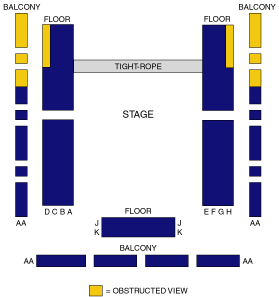 BALCONY
BALCONY
FLOOR
FLOOR
TIGHT-ROPE
STAGE
D C B A
E F G H
AA
AA
FLOOR
J
J
K
K
BALCONY
AA
AA
= OBSTRUCTED VIEW